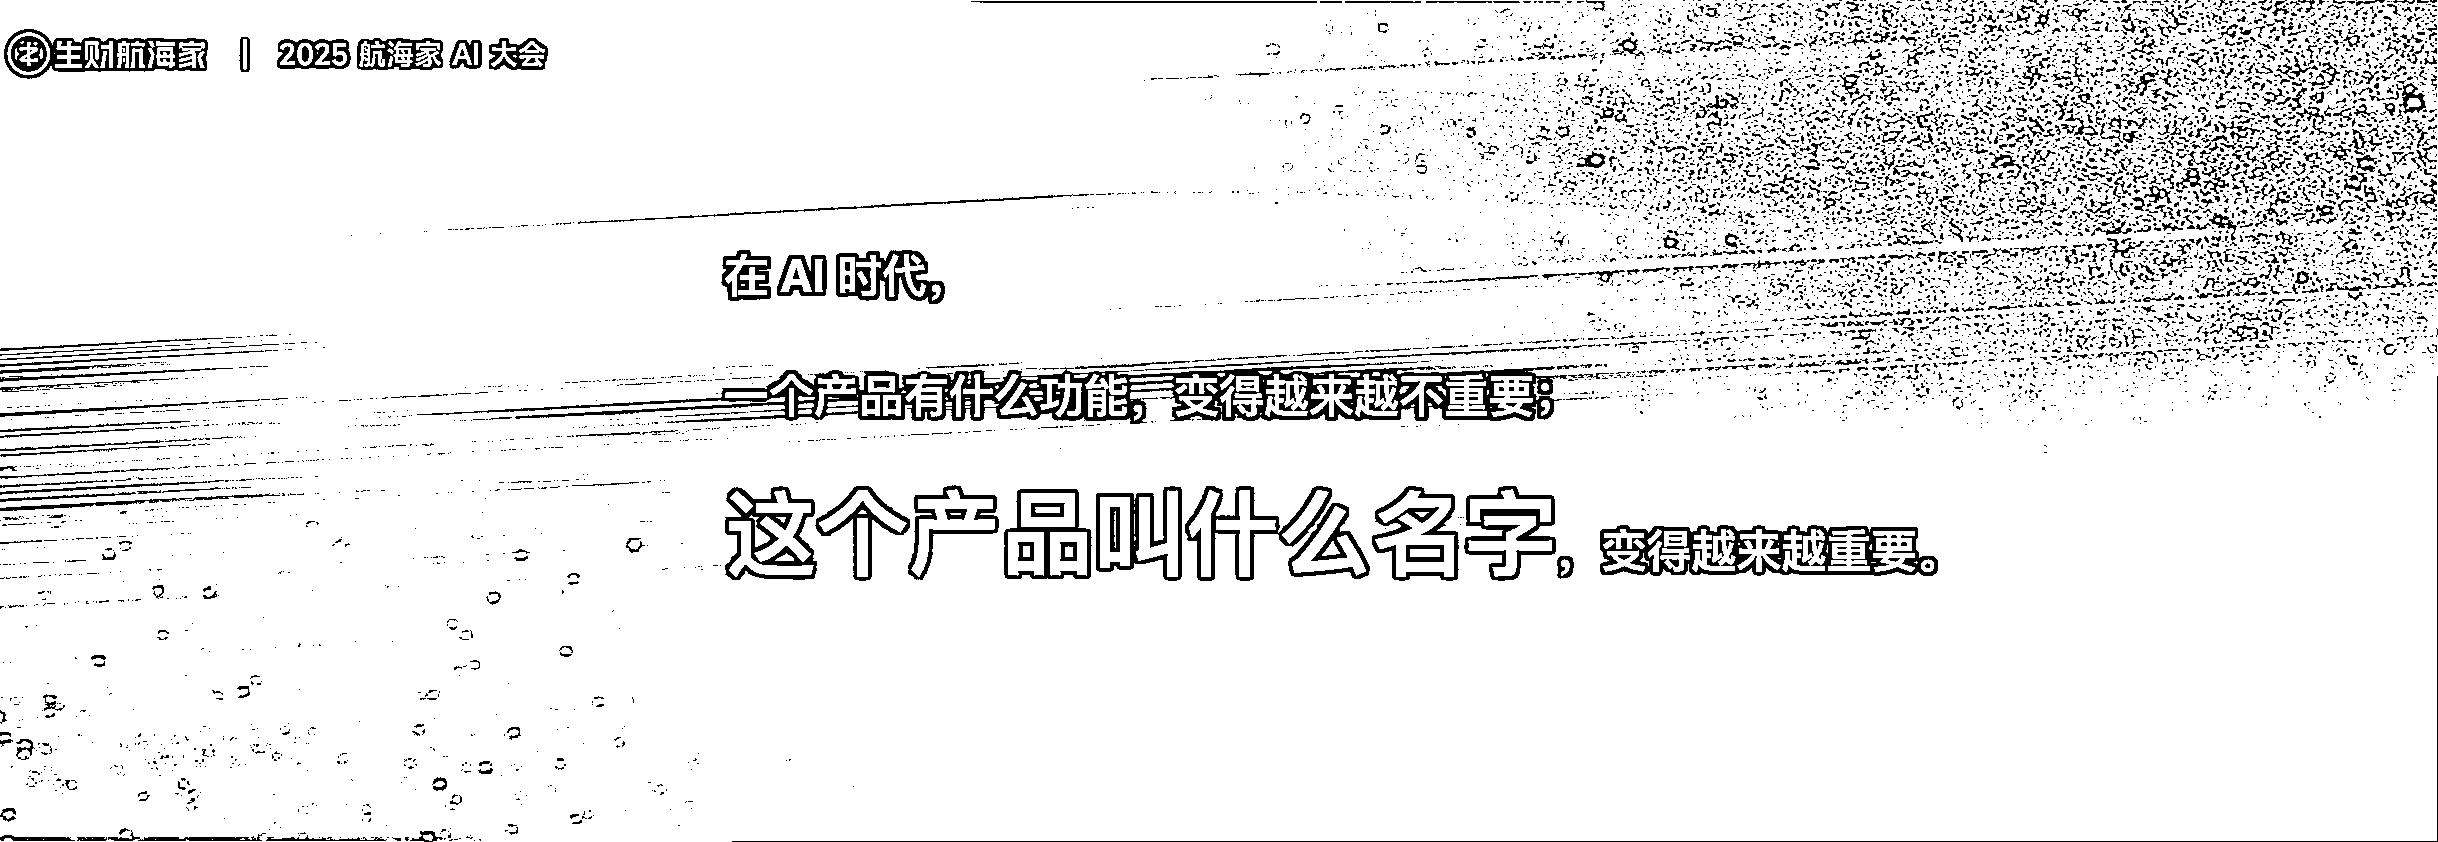 生财航海家 | 2025 航海家 AI 大会
在 AI 时代，
一个产品有什么功能，变得越来越不重要；
这个产品叫什么名字，变得越来越重要。